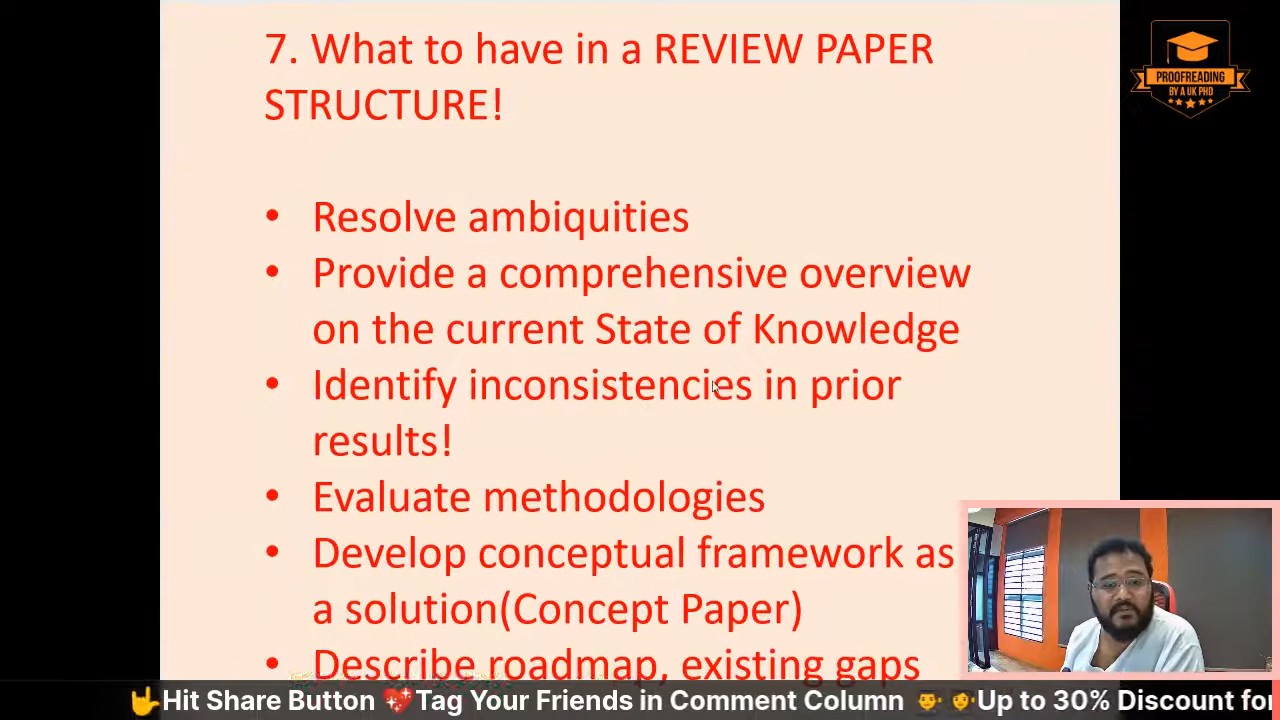 7. What to have in a REVIEW PAPER
STRUCTURE!
• Resolve ambiquities
• Provide a comprehensive overview
on the current State of Knowledge
• Identify inconsistencies in prior
results!
• Evaluate methodologies
• Develop conceptual framework as
a solution(Concept Paper)
• Describe roadmap, existing gaps
PROOFREADING
BY A UK PHD
🤟Hit Share Button 💖Tag Your Friends in Comment Column 👨 👩Up to 30% Discount for